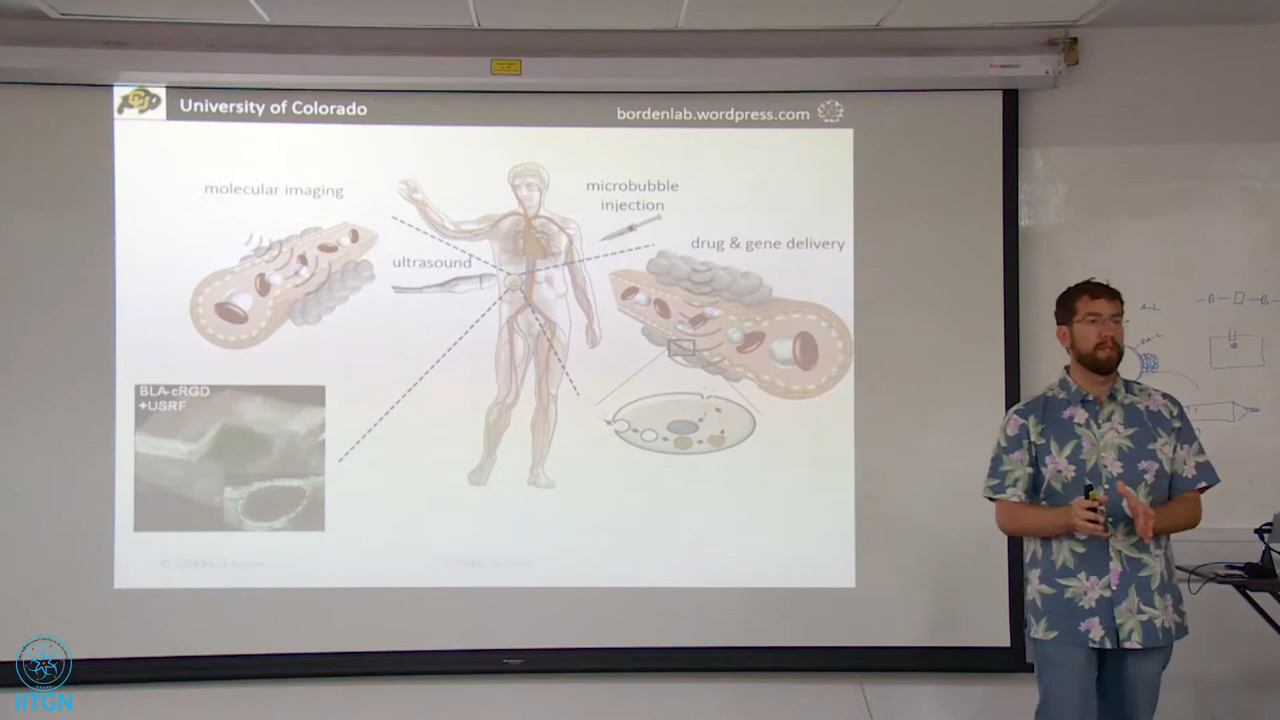 University of Colorado
bordenlab.wordpress.com
molecular imaging
microbubble
injection
drug & gene delivery
ultrasound
BLA-cRGD
+USRF
A-L
IITGN